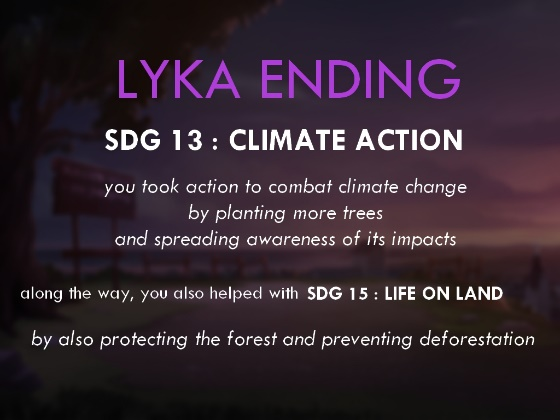 LYKA ENDING
SDG 13 : CLIMATE ACTION
you took action to combat climate change
by planting more trees
and spreading awareness of its impacts
along the way, you also helped with SDG 15 : LIFE ON LAND
by also protecting the forest and preventing deforestation